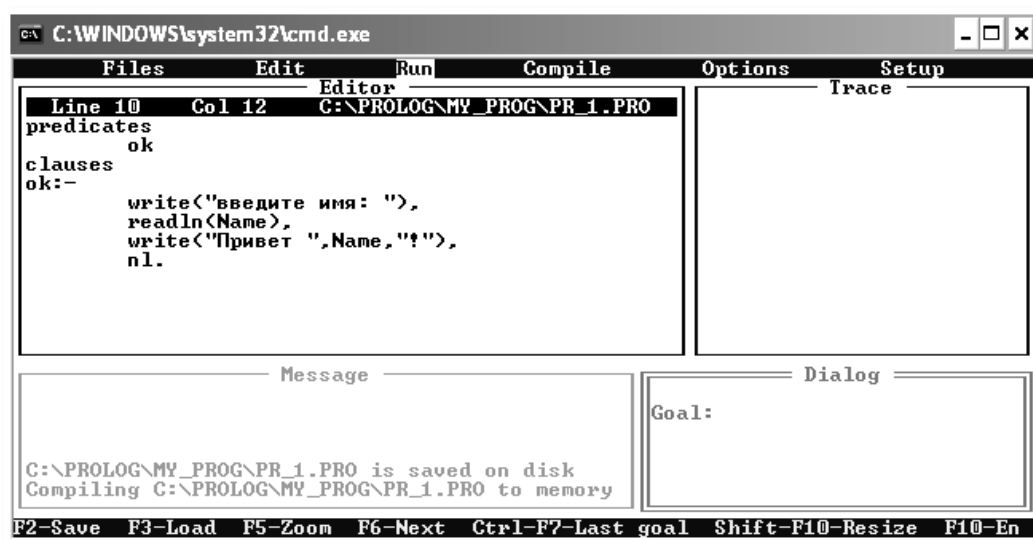 C:\WINDOWS\system32\cmd.exe
Files Edit Run Compile Options Setup
Editor
Line 10 Col 12 C:\PROLOG\MY_PROG\PR_1.PRO
predicates
ok
clauses
ok:-
write("введите имя: "),
readln(Name),
write("Привет ",Name,"!"),
nl.
Trace
Message
C:\PROLOG\MY_PROG\PR_1.PRO is saved on disk
Compiling C:\PROLOG\MY_PROG\PR_1.PRO to memory
Dialog
Goal:
F2-Save F3-Load F5-Zoom F6-Next Ctrl-F7-Last goal Shift-F10-Resize F10-En